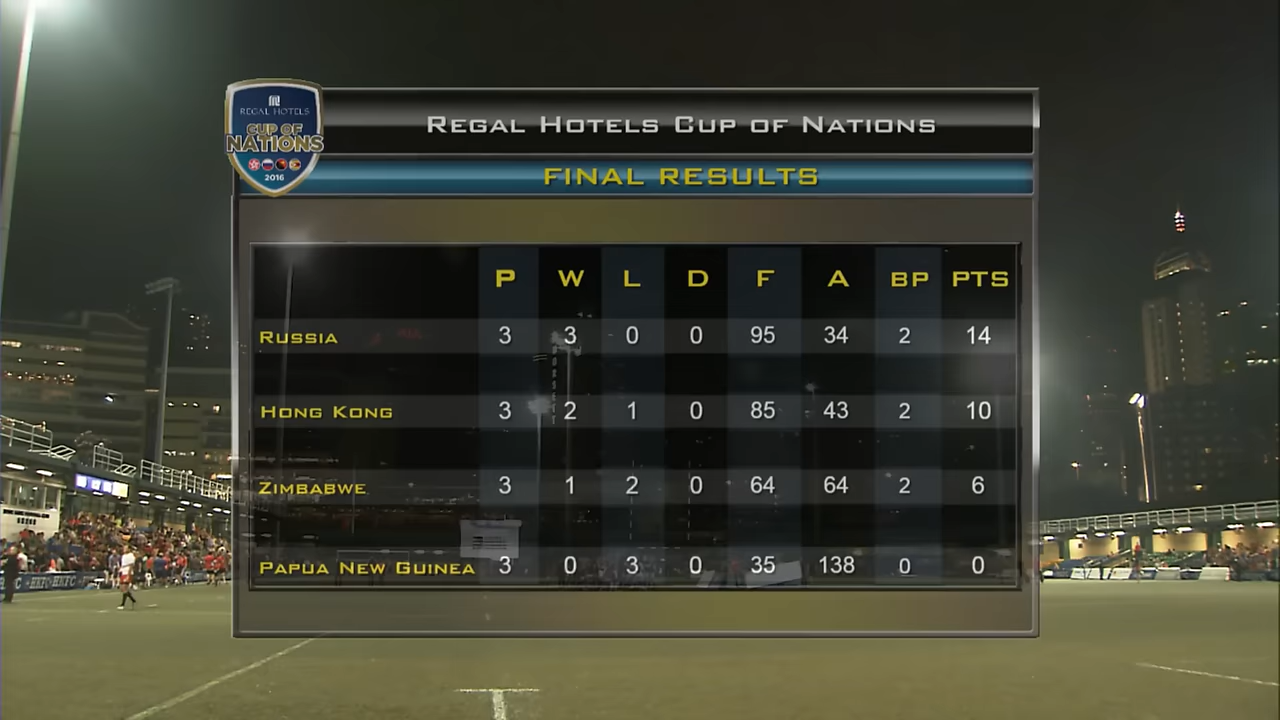 REGAL HOTELS
CUP OF
NATIONS
2016
REGAL HOTELS CUP OF NATIONS
FINAL RESULTS
P W L D F A BP PTS
RUSSIA 3 3 0 0 95 34 2 14
HONG KONG 3 2 1 0 85 43 2 10
ZIMBABWE 3 1 2 0 64 64 2 6
PAPUA NEW GUINEA 3 0 3 0 35 138 0 0